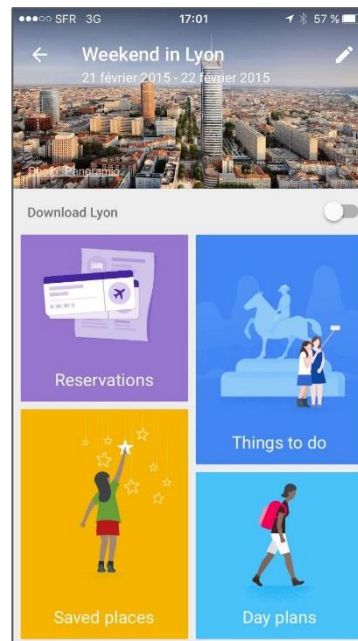 SFR 3G 17:01 57 %
Weekend in Lyon
21 février 2015 - 22 février 2015
Photo : Panoramio
Download Lyon
Reservations
Things to do
Saved places
Day plans